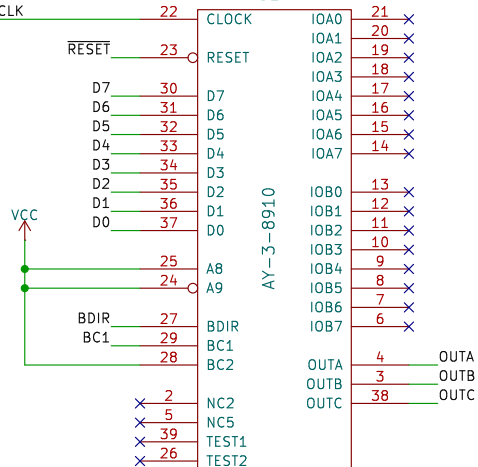 CLK 22 CLOCK IOA0 21
IOA1 20
RESET 23 RESET IOA2 19
IOA3 18
D7 30 D7 IOA4 17
D6 31 D6 IOA5 16
D5 32 D5 IOA6 15
D4 33 D4 IOA7 14
D3 34 D3
D2 35 D2 IOB0 13
D1 36 D1 IOB1 12
D0 37 D0 IOB2 11
VCC
IOB3 10
25 A8 IOB4 9
24 A9 IOB5 8
IOB6 7
BDIR 27 BDIR IOB7 6
BC1 29 BC1
28 BC2 OUTA 4 OUTA
OUTB 3 OUTB
2 NC2 OUTC 38 OUTC
5 NC5
39 TEST1
26 TEST2
AY-3-8910